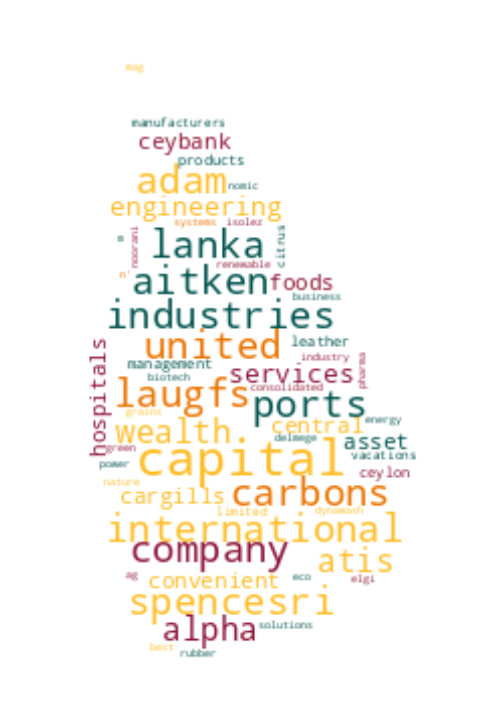 mag
manufacturers
ceybank
products
adam nomic
engineering
systems isolez
noorani
m
lanka
citrus
renewable
n'
aitken foods
business
industries
united leather
industry
hospitals
management
services pharma
biotech
consolidated
laugfs ports
grains
energy
wealth. central
delmege asset
green
vacations
capital
power
ceylon
nature
cargills carbons
limited dynawash
international
company
atis
ag convenient eco elgi
spencesri
alpha solutions
best
rubber